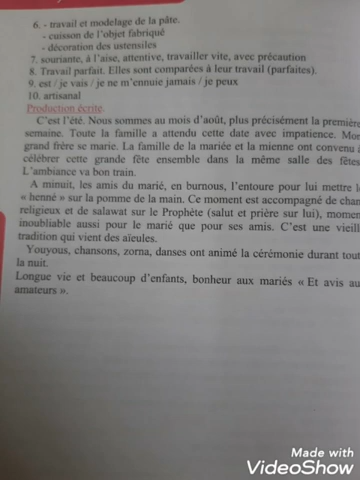 6. - travail et modelage de la pâte.
- cuisson de l'objet fabriqué
- décoration des ustensiles
7. souriante, à l'aise, attentive, travailler vite, avec précaution
8. Travail parfait. Elles sont comparées à leur travail (parfaites).
9. est / je vais / je ne m'ennuie jamais / je peux
10. artisanal
Production écrite.
C'est l'été. Nous sommes au mois d'août, plus précisément la première
semaine. Toute la famille a attendu cette date avec impatience. Mon
grand frère se marie. La famille de la mariée et la mienne ont convenu
célébrer cette grande fête ensemble dans la même salle des fêtes
L'ambiance va bon train.
A minuit, les amis du marié, en burnous, l'entoure pour lui mettre l
« henné » sur la pomme de la main. Ce moment est accompagné de chan
religieux et de salawat sur le Prophète (salut et prière sur lui), momen
inoubliable aussi pour le marié que pour ses amis. C'est une vieill
tradition qui vient des aïeules.
Youyous, chansons, zorna, danses ont animé la cérémonie durant tout
la nuit.
Longue vie et beaucoup d'enfants, bonheur aux mariés « Et avis au
amateurs ».
Made with
VideoShow